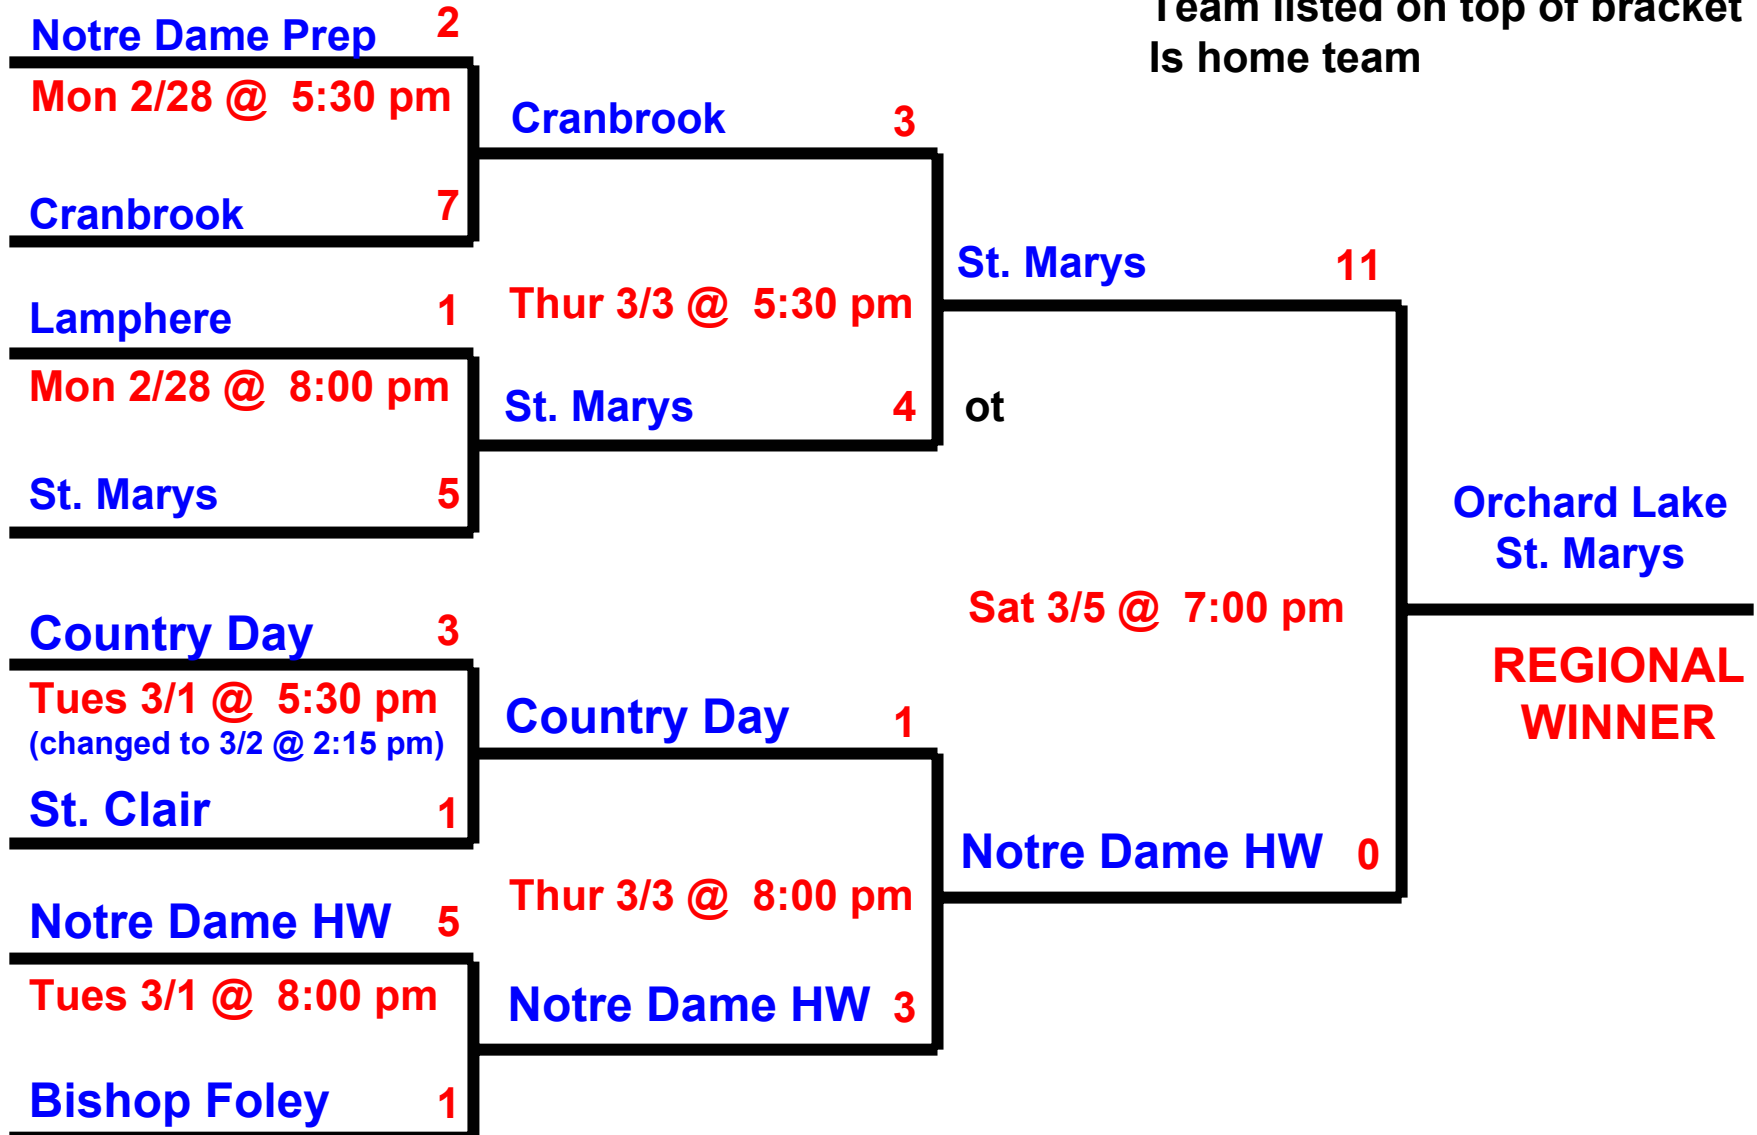 Team listed on top of bracket
Is home team
Notre Dame Prep 2
Mon 2/28 @ 5:30 pm
Cranbrook 7
Lamphere 1
Mon 2/28 @ 8:00 pm
St. Marys 5
Country Day 3
Tues 3/1 @ 5:30 pm
(changed to 3/2 @ 2:15 pm)
St. Clair 1
Notre Dame HW 5
Tues 3/1 @ 8:00 pm
Bishop Foley 1
Cranbrook 3
Thur 3/3 @ 5:30 pm
St. Marys 4 ot
Country Day 1
Thur 3/3 @ 8:00 pm
Notre Dame HW 3
St. Marys 11
Sat 3/5 @ 7:00 pm
Notre Dame HW 0
Orchard Lake
St. Marys
REGIONAL
WINNER